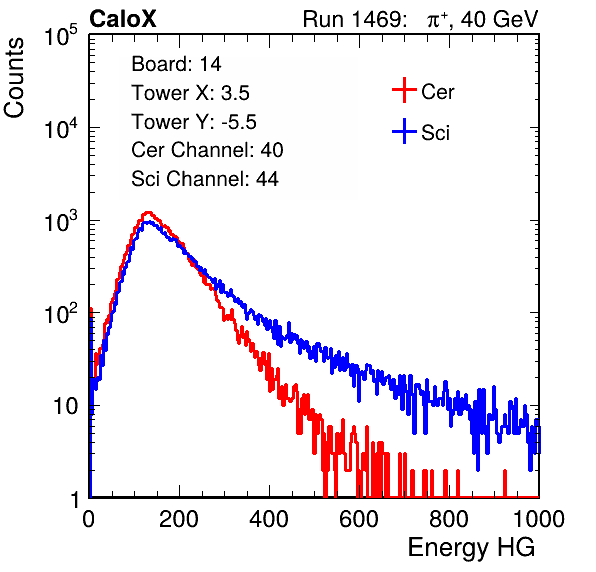 CaloX Run 1469: π⁺, 40 GeV
Counts
10⁵
10⁴
10³
10²
10
1
Board: 14
Tower X: 3.5
Tower Y: -5.5
Cer Channel: 40
Sci Channel: 44
Cer
Sci
0 200 400 600 800 1000
Energy HG